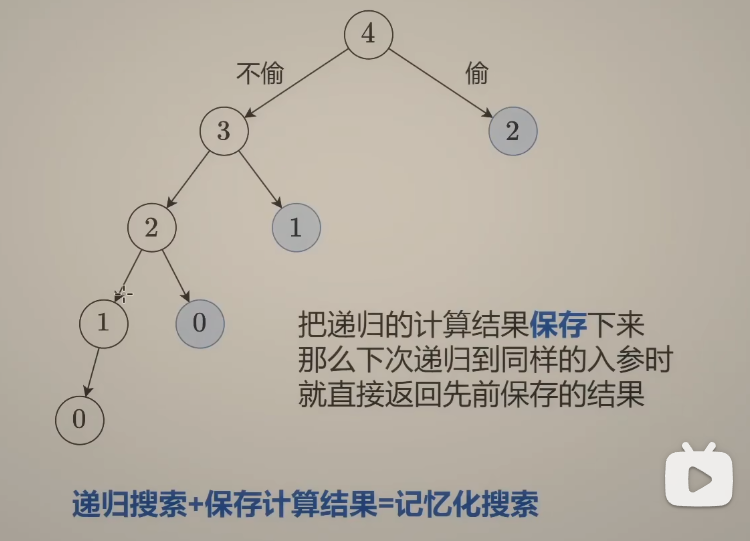 4
不偷
偷
3
2
2
1
1
0
0
把递归的计算结果保存下来
那么下次递归到同样的入参时
就直接返回先前保存的结果
递归搜索+保存计算结果=记忆化搜索